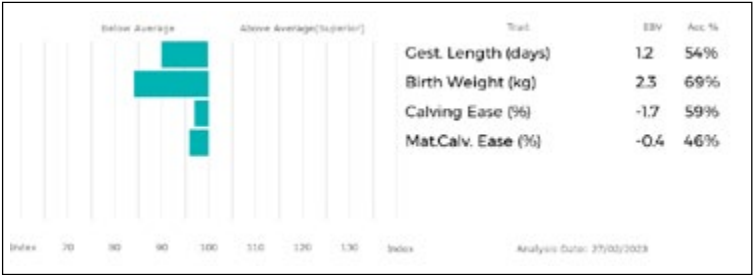 Below Average Above Average(Superior) Trait EBV Acc %
Gest. Length (days) 1.2 54%
Birth Weight (kg) 2.3 69%
Calving Ease (%) -1.7 59%
Mat.Calv. Ease (%) -0.4 46%
Index 70 80 90 100 110 120 130 Index Analysis Date: 27/02/2023